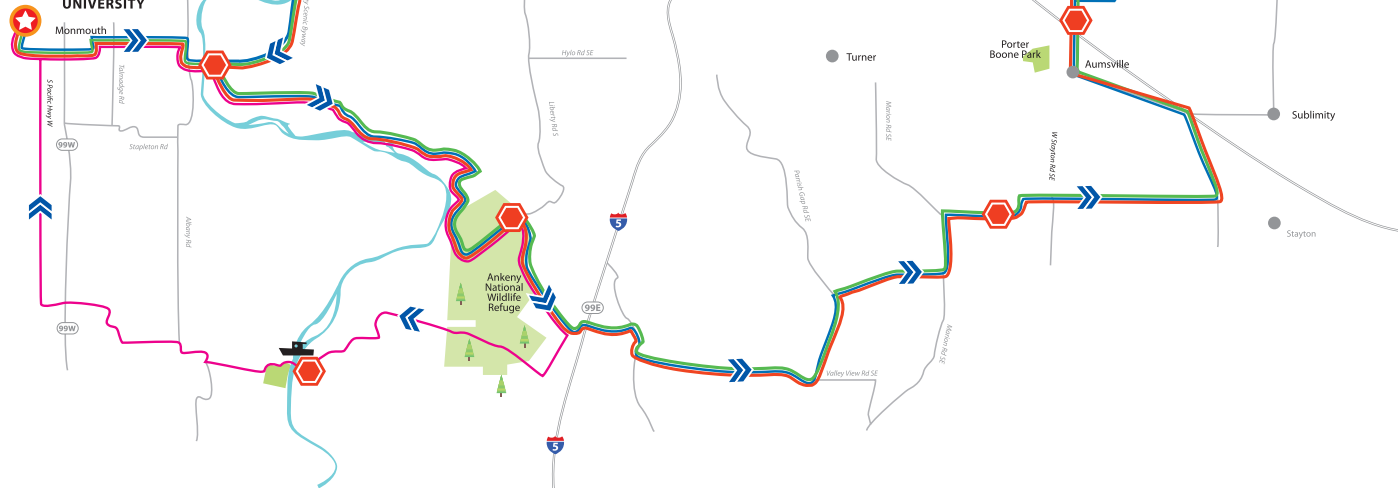 UNIVERSITY
Monmouth
Talmadge Rd
S Pacific Hwy W
99W
Stapleton Rd
Albany Rd
99W
Hylo Rd SE
Liberty Rd S
5
Ankeny
National
Wildlife
Refuge
99E
5
Turner
Marion Rd SE
Parrish Gap Rd SE
Valley View Rd SE
Marion Rd SE
Porter
Boone Park
Aumsville
W Stayton Rd SE
Sublimity
Stayton